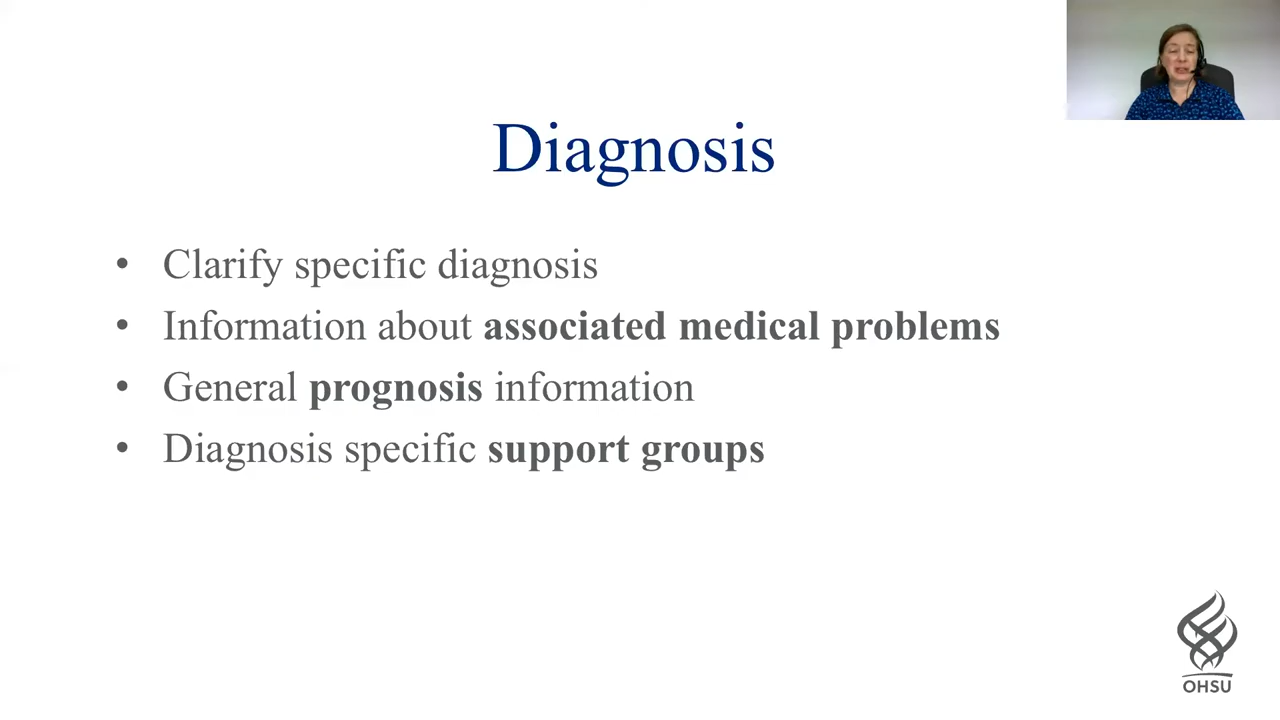 Diagnosis
• Clarify specific diagnosis
• Information about associated medical problems
• General prognosis information
• Diagnosis specific support groups
OHSU